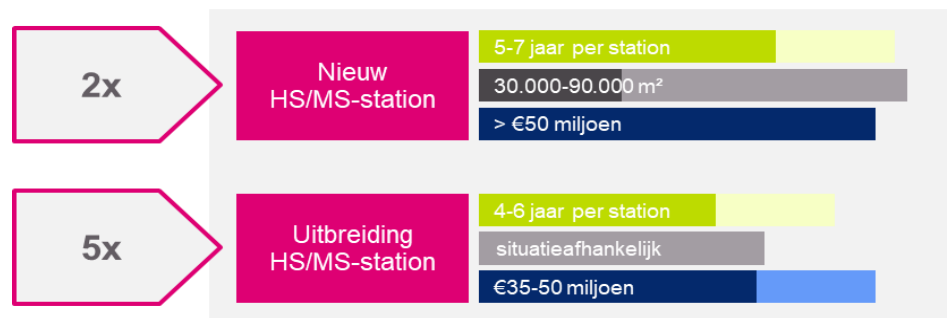 2x
Nieuw
HS/MS-station
5-7 jaar per station
30.000-90.000 m²
> €50 miljoen
5x
Uitbreiding
HS/MS-station
4-6 jaar per station
situatieafhankelijk
€35-50 miljoen